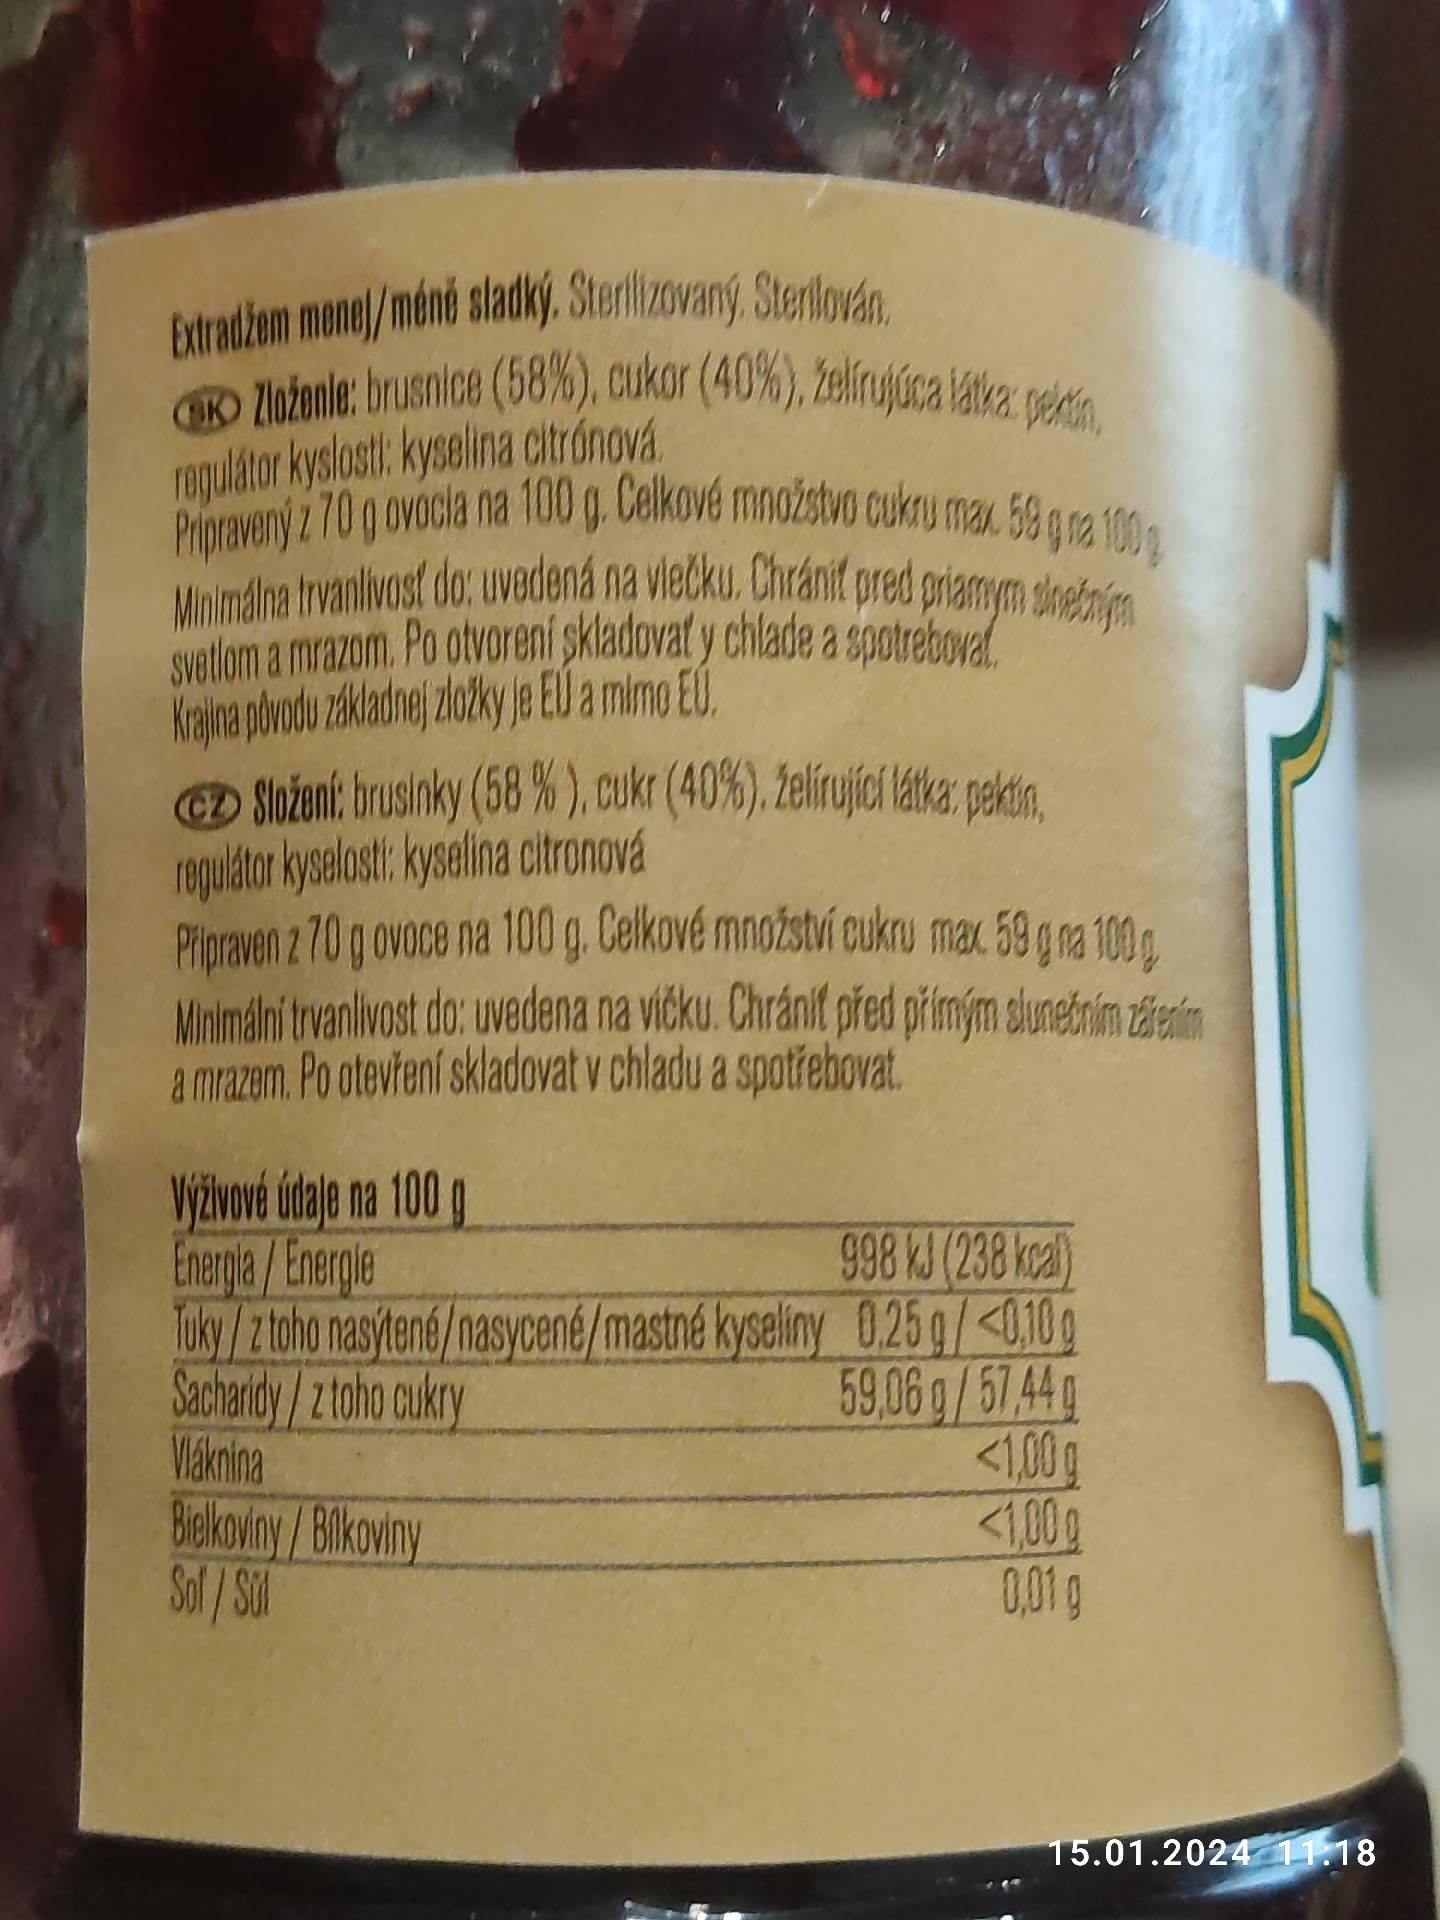 Extradžem menej/méně sladký. Sterilizovaný. Sterilován.
SK Zloženie: brusnice (58%), cukor (40%), želírujúca látka: pektín,
regulátor kyslosti: kyselina citrónová.
Pripravený z 70 g ovocia na 100 g. Celkové množstvo cukru max. 59 g na 100 g.
Minimálna trvanlivosť do: uvedená na viečku. Chrániť pred priamym slnečným
svetlom a mrazom. Po otvorení skladovať v chlade a spotrebovať.
Krajina pôvodu základnej zložky je EÚ a mimo EÚ.
CZ Složení: brusinky (58 % ), cukr (40%), želírující látka: pektin,
regulátor kyselosti: kyselina citronová
Připraven z 70 g ovoce na 100 g. Celkové množství cukru max. 59 g na 100 g.
Minimální trvanlivost do: uvedena na víčku. Chrániť před přímým slunečním zářením
a mrazem. Po otevření skladovat v chladu a spotřebovat.
Výživové údaje na 100 g
Energia / Energie 998 kJ (238 kcal)
Tuky / z toho nasýtené/nasycené/mastné kyseliny 0,25 g / <0,10 g
Sacharidy / z toho cukry 59,06 g / 57,44 g
Vláknina <1,00 g
Bielkoviny / Bílkoviny <1,00 g
Soľ / Sůl 0,01 g
15.01.2024 11:18